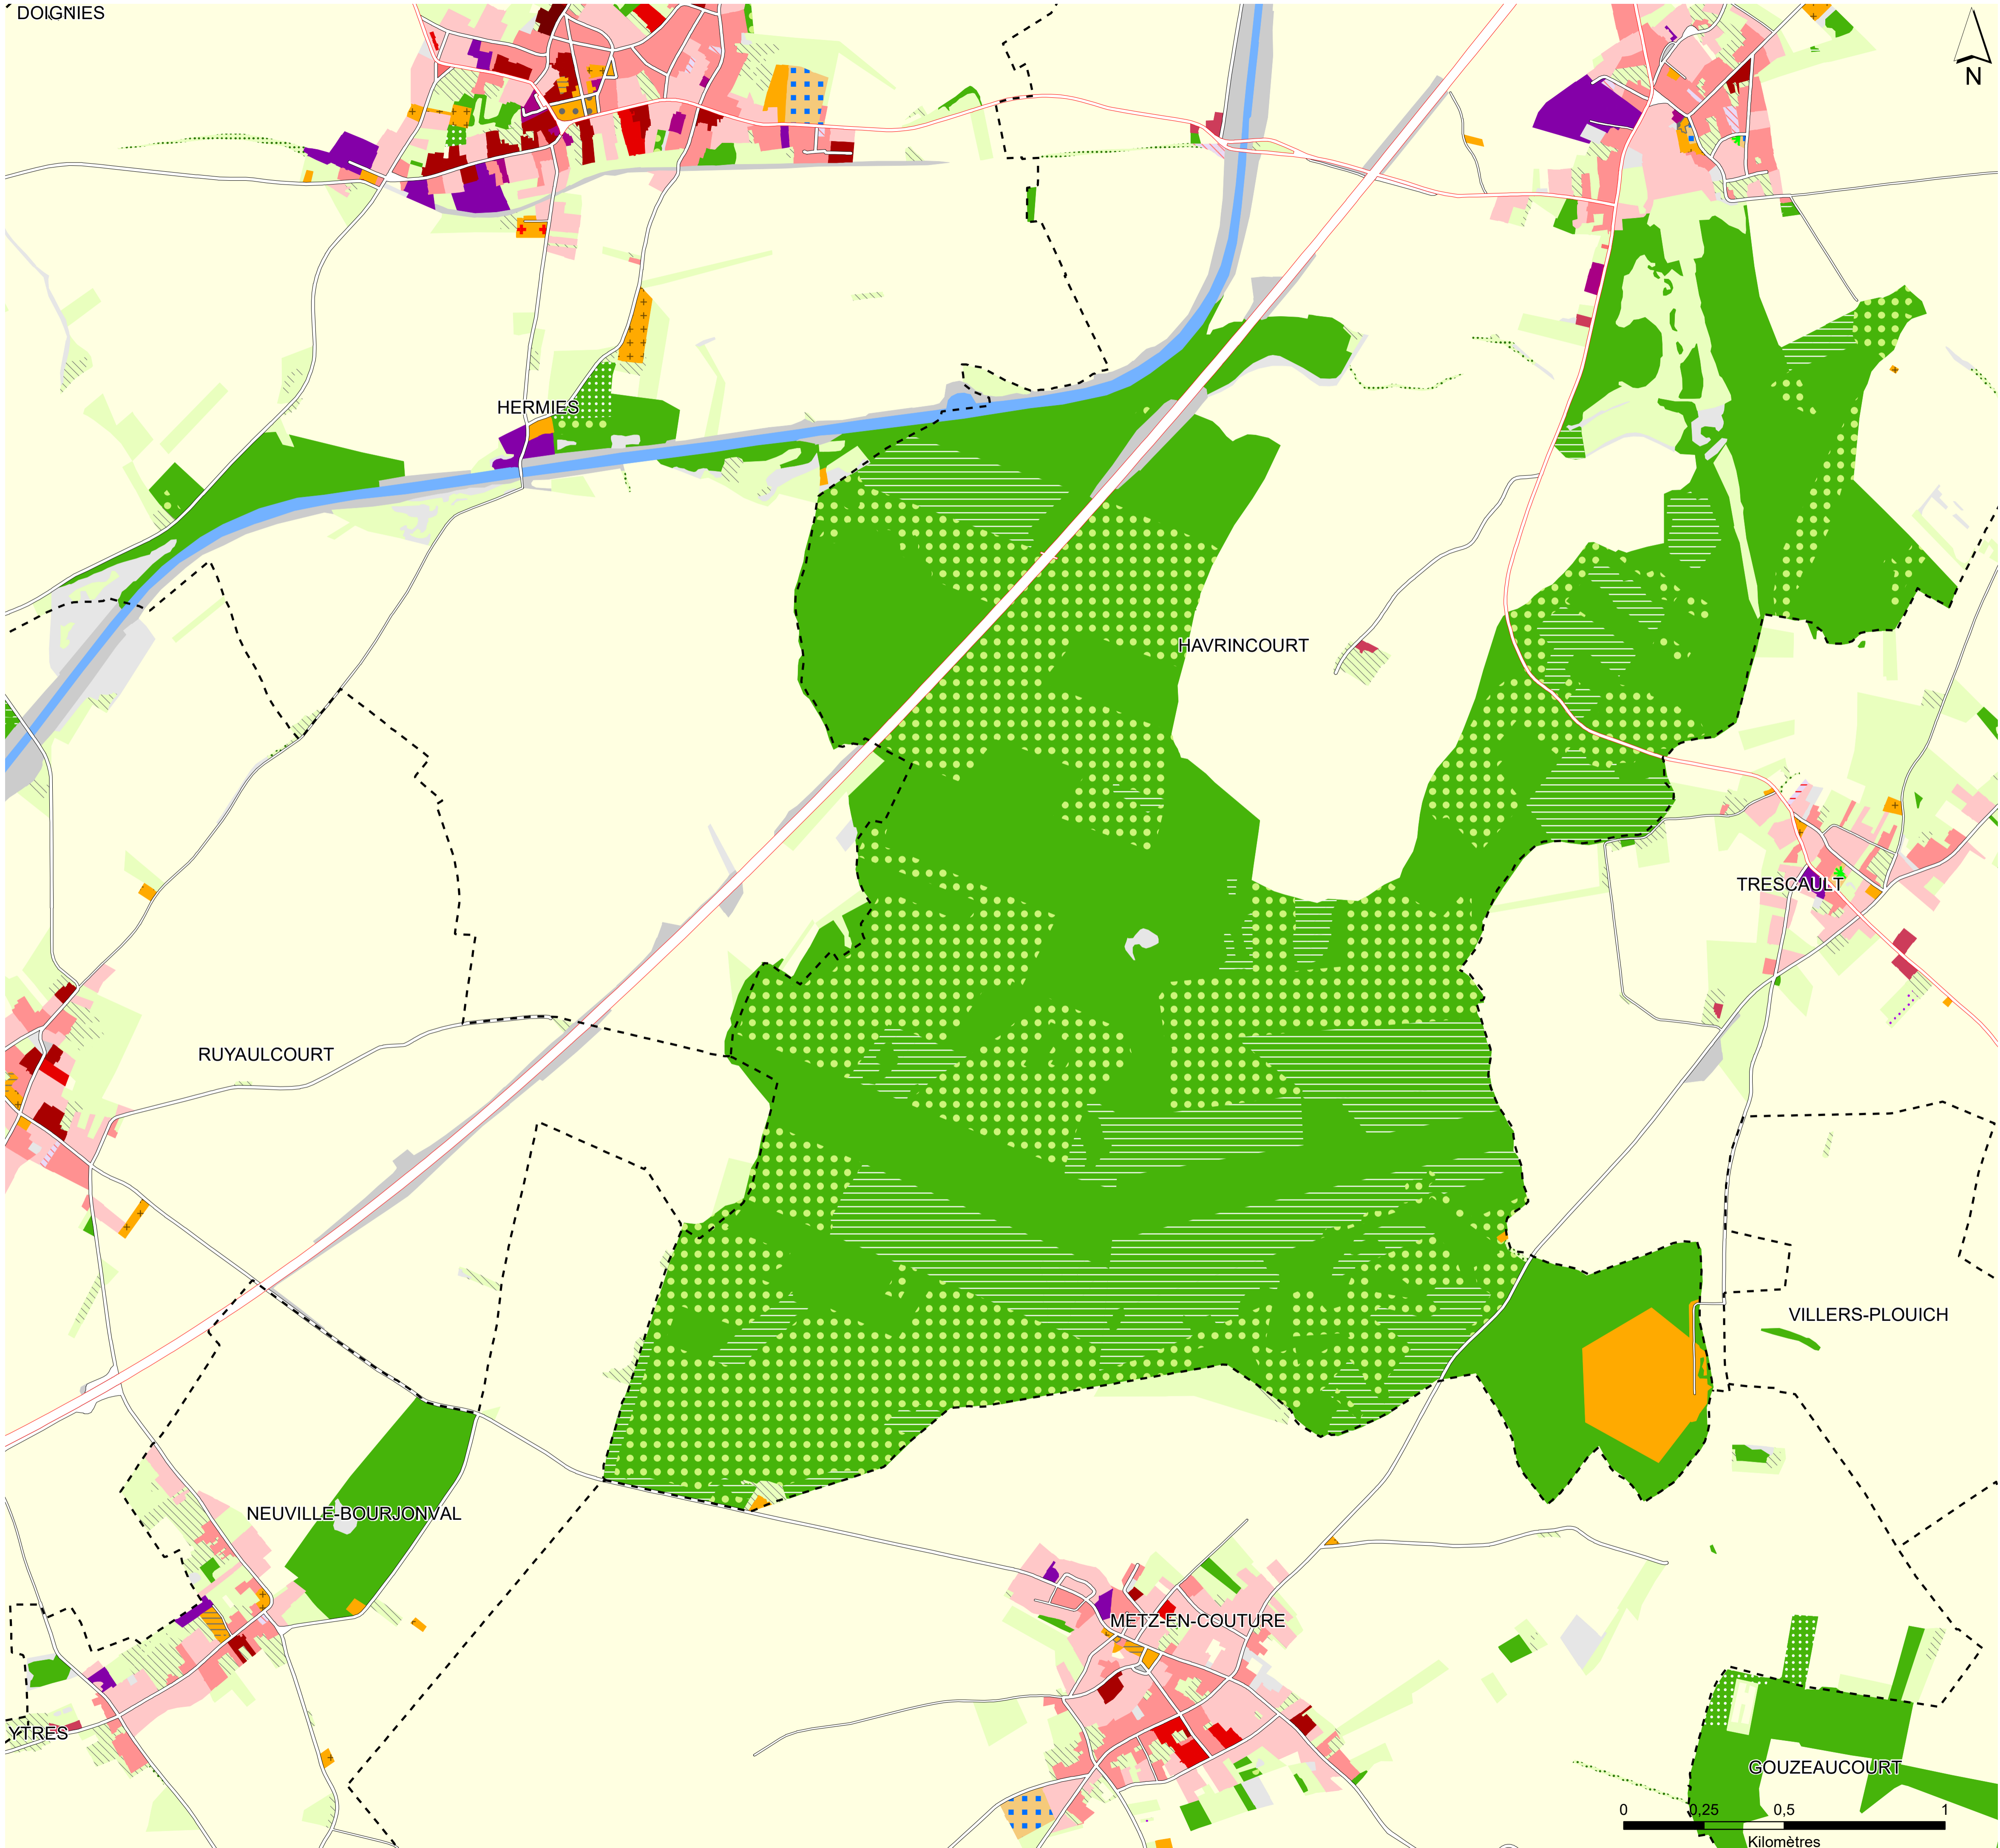 DOIGNIES
N
HERMIES
HAVRINCOURT
TRESCAULT
RUYAULCOURT
VILLERS-PLOUICH
NEUVILLE-BOURJONVAL
METZ-EN-COUTURE
YTRES
GOUZEAUCOURT
0 0,25 0,5 1
Kilomètres